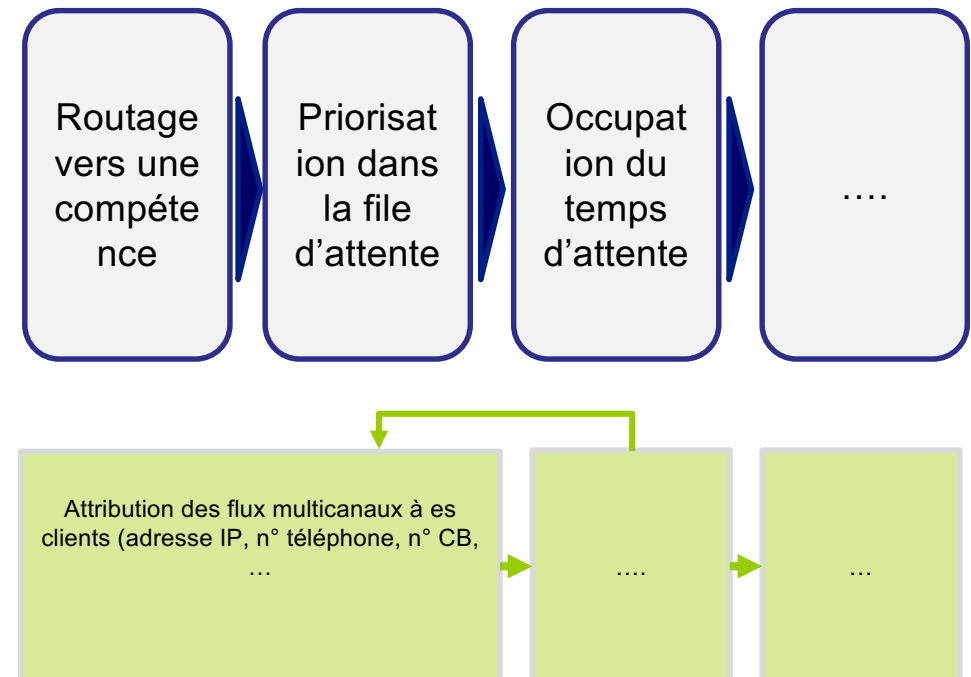 Routage
vers une
compéte
nce
Priorisat
ion dans
la file
d’attente
Occupat
ion du
temps
d’attente
….
Attribution des flux multicanaux à es
clients (adresse IP, n° téléphone, n° CB,
…
….
…